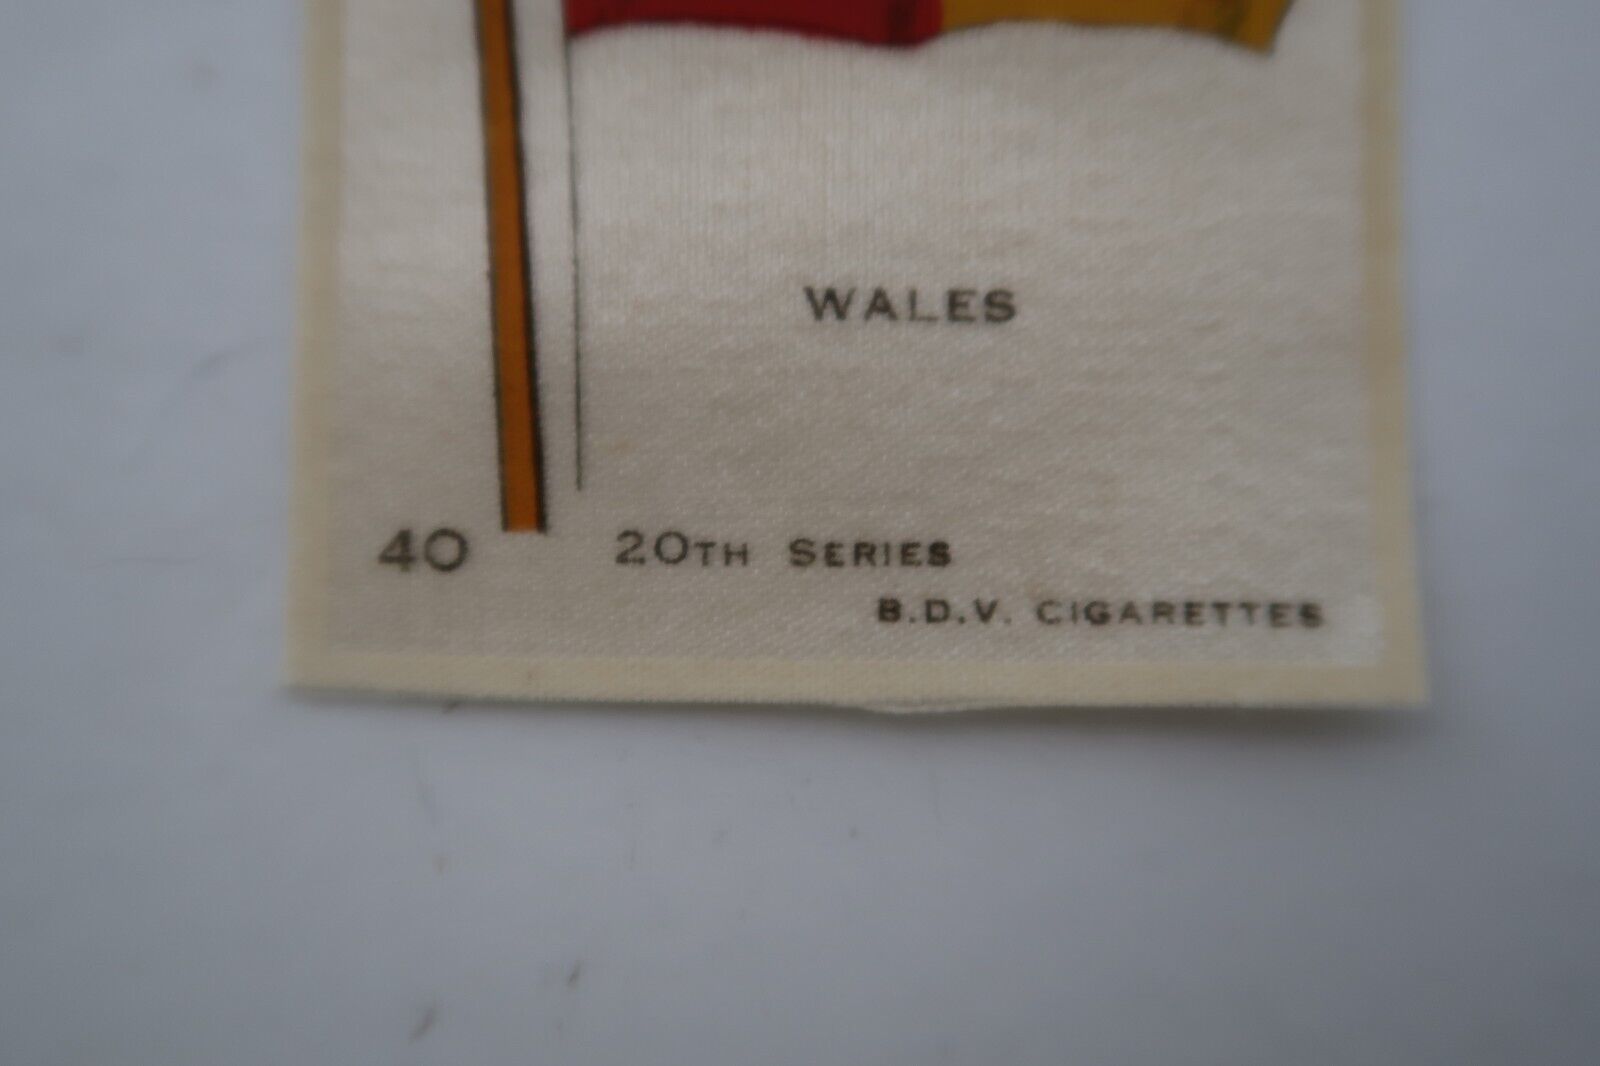 WALES
40 20TH SERIES
B.D.V. CIGARETTES